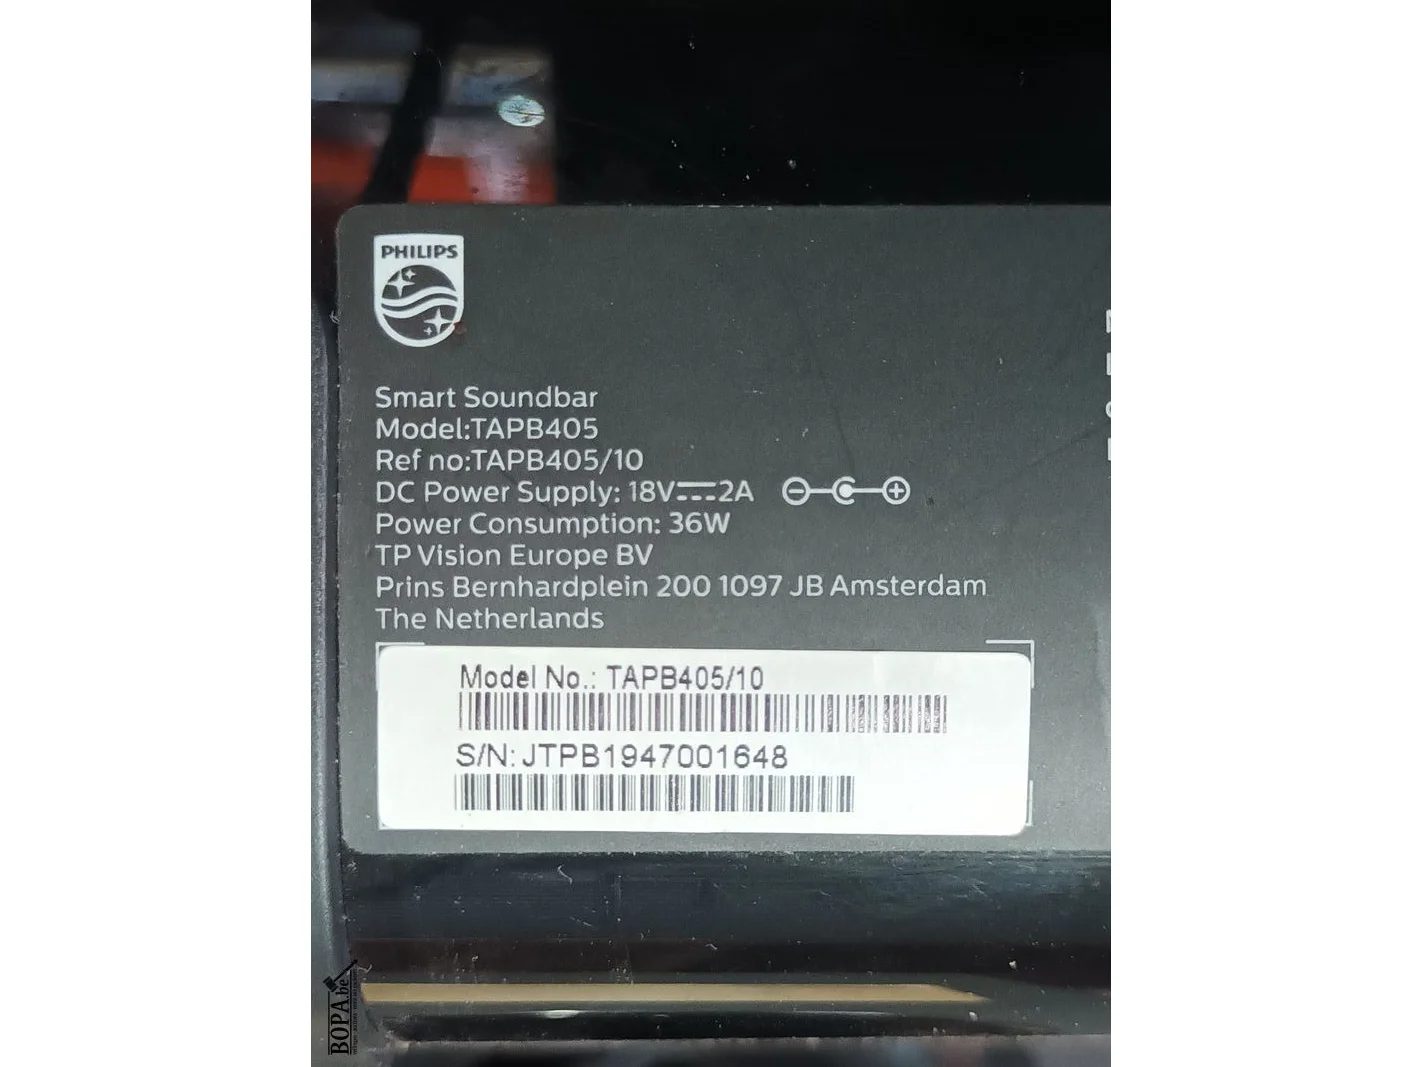 PHILIPS
Smart Soundbar
Model:TAPB405
Ref no:TAPB405/10
DC Power Supply: 18V⎓2A
Power Consumption: 36W
TP Vision Europe BV
Prins Bernhardplein 200 1097 JB Amsterdam
The Netherlands
Model No.: TAPB405/10
S/N: JTPB1947001648
BOPA.be